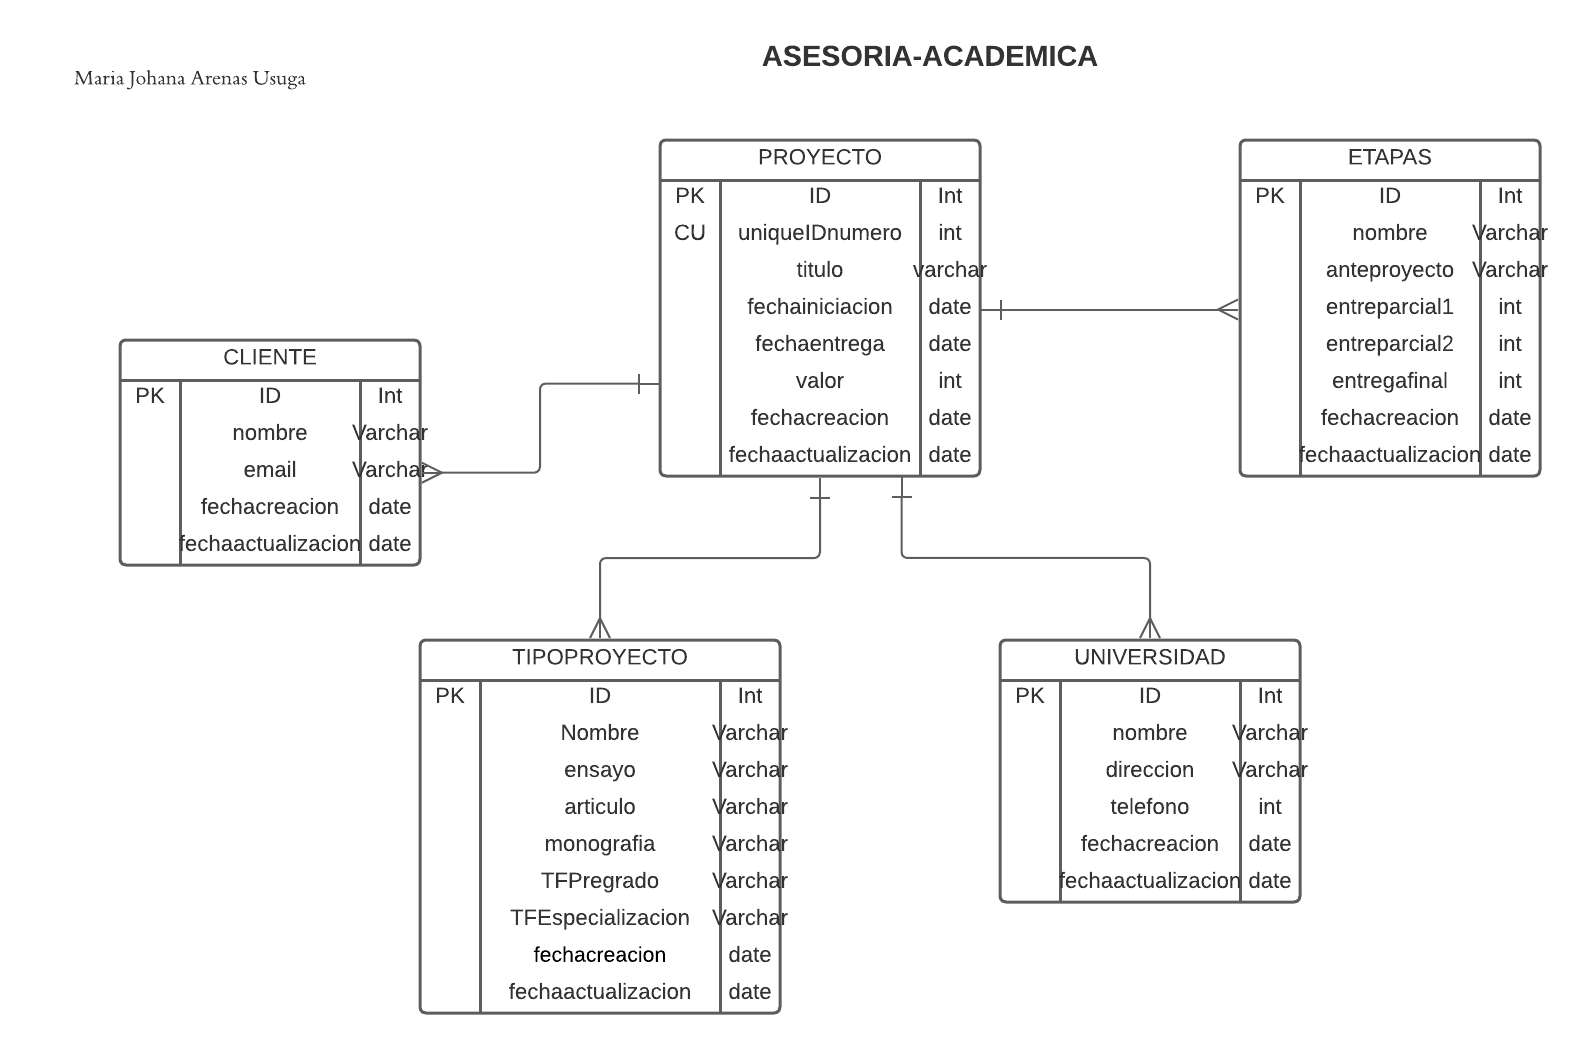 ASESORIA-ACADEMICA
Maria Johana Arenas Usuga
PROYECTO
PK ID Int
CU uniqueIDnumero int
titulo varchar
fechainiciacion date
fechaentrega date
valor int
fechacreacion date
fechaactualizacion date
ETAPAS
PK ID Int
nombre Varchar
anteproyecto Varchar
entreparcial1 int
entreparcial2 int
entregafinal int
fechacreacion date
fechaactualizacion date
CLIENTE
PK ID Int
nombre Varchar
email Varchar
fechacreacion date
fechaactualizacion date
TIPOPROYECTO
PK ID Int
Nombre Varchar
ensayo Varchar
articulo Varchar
monografia Varchar
TFPregrado Varchar
TFEspecializacion Varchar
fechacreacion date
fechaactualizacion date
UNIVERSIDAD
PK ID Int
nombre Varchar
direccion Varchar
telefono int
fechacreacion date
fechaactualizacion date